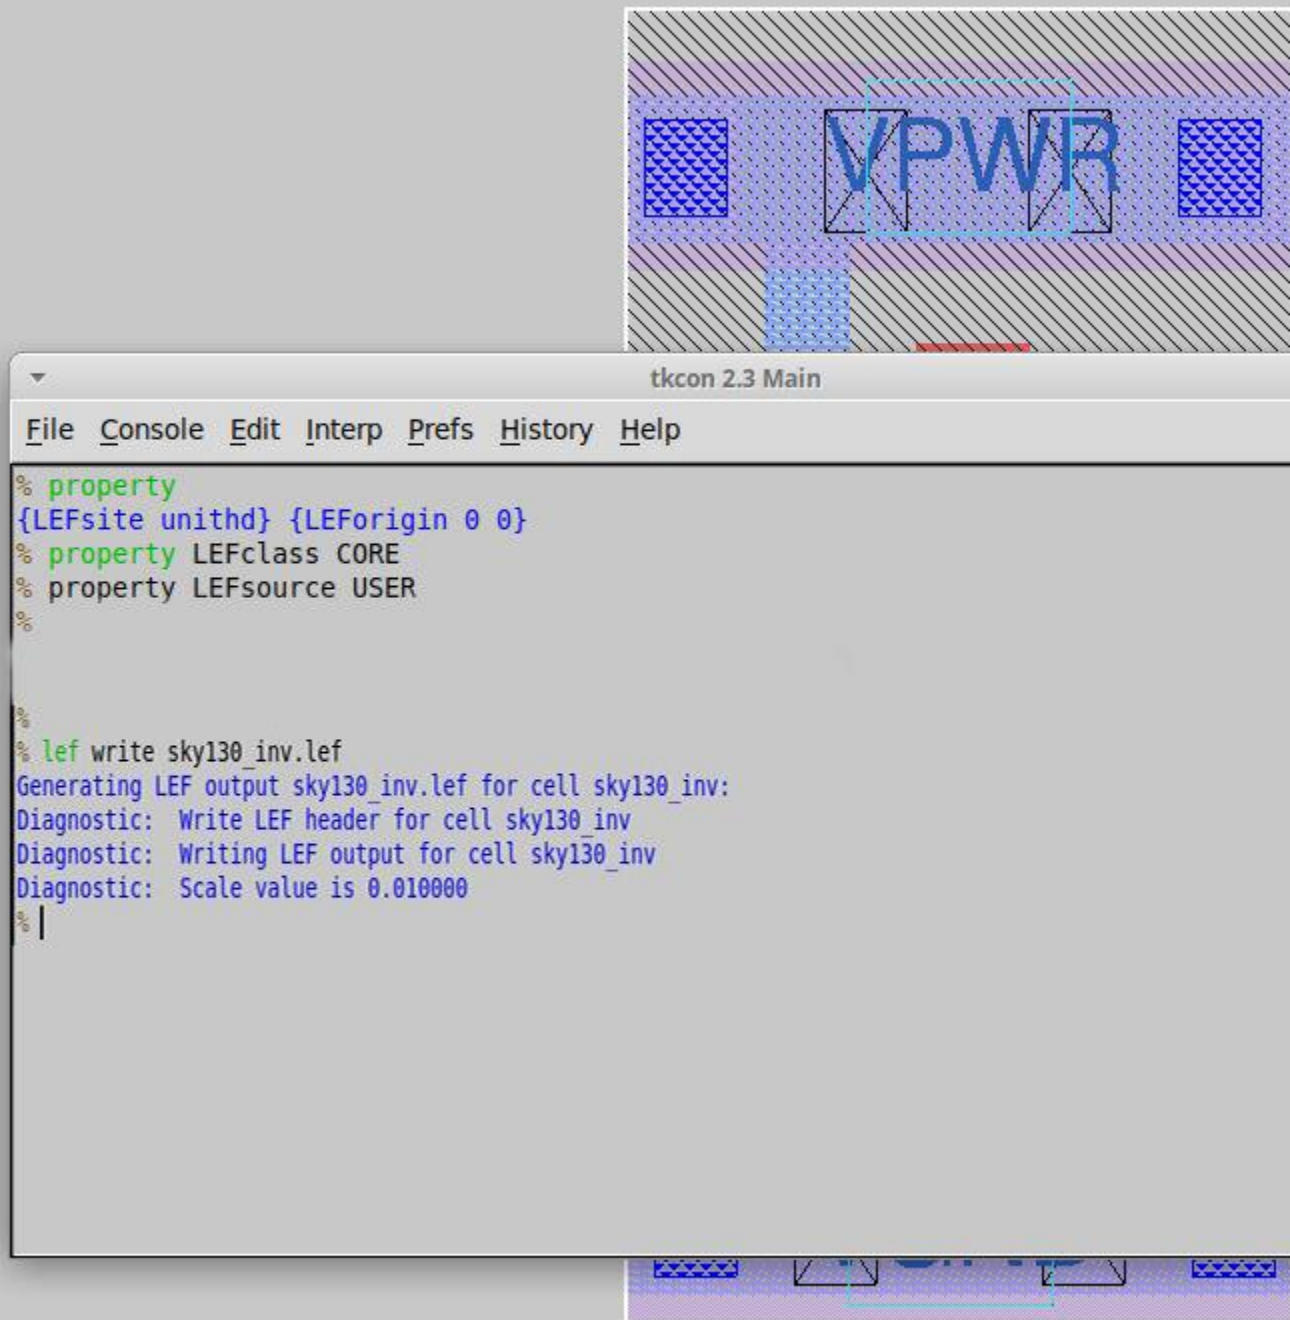 VPWR
tkcon 2.3 Main
File Console Edit Interp Prefs History Help
% property
{LEFsite unithd} {LEForigin 0 0}
% property LEFclass CORE
% property LEFsource USER
%
%
% lef write sky130_inv.lef
Generating LEF output sky130_inv.lef for cell sky130_inv:
Diagnostic:  Write LEF header for cell sky130_inv
Diagnostic:  Writing LEF output for cell sky130_inv
Diagnostic:  Scale value is 0.010000
%